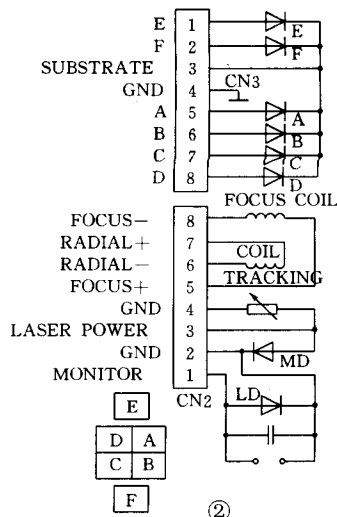 E 1 E
F 2 F
SUBSTRATE 3
GND 4 CN3
A 5 A
B 6 B
C 7 C
D 8 D
FOCUS COIL
FOCUS− 8
RADIAL+ 7 COIL
RADIAL− 6
FOCUS+ 5 TRACKING
GND 4
LASER POWER 3
GND 2 MD
MONITOR 1
CN2 LD
E
D A
C B
F
②